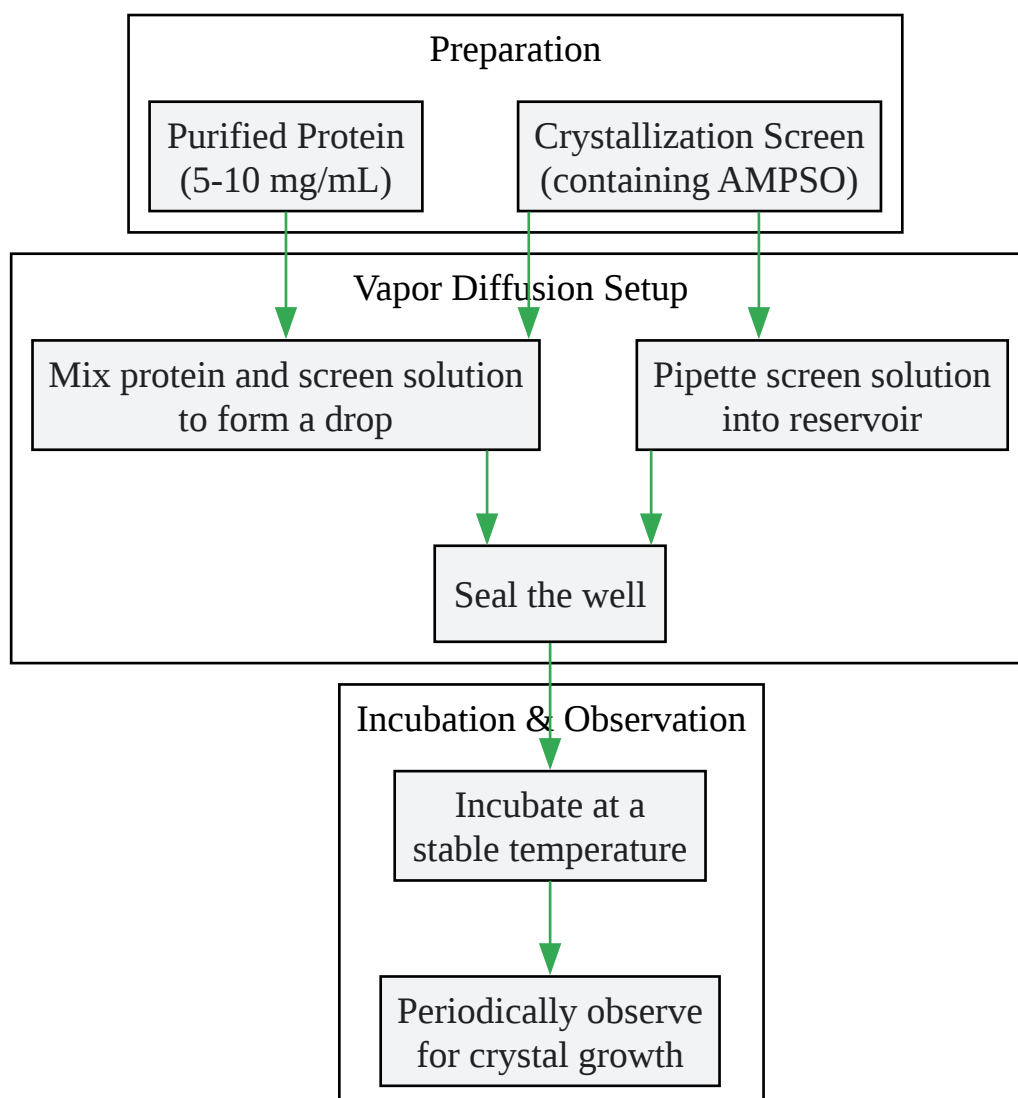 Preparation
Purified Protein
(5-10 mg/mL)
Crystallization Screen
(containing AMPSO)
Vapor Diffusion Setup
Mix protein and screen solution
to form a drop
Pipette screen solution
into reservoir
Seal the well
Incubation & Observation
Incubate at a
stable temperature
Periodically observe
for crystal growth